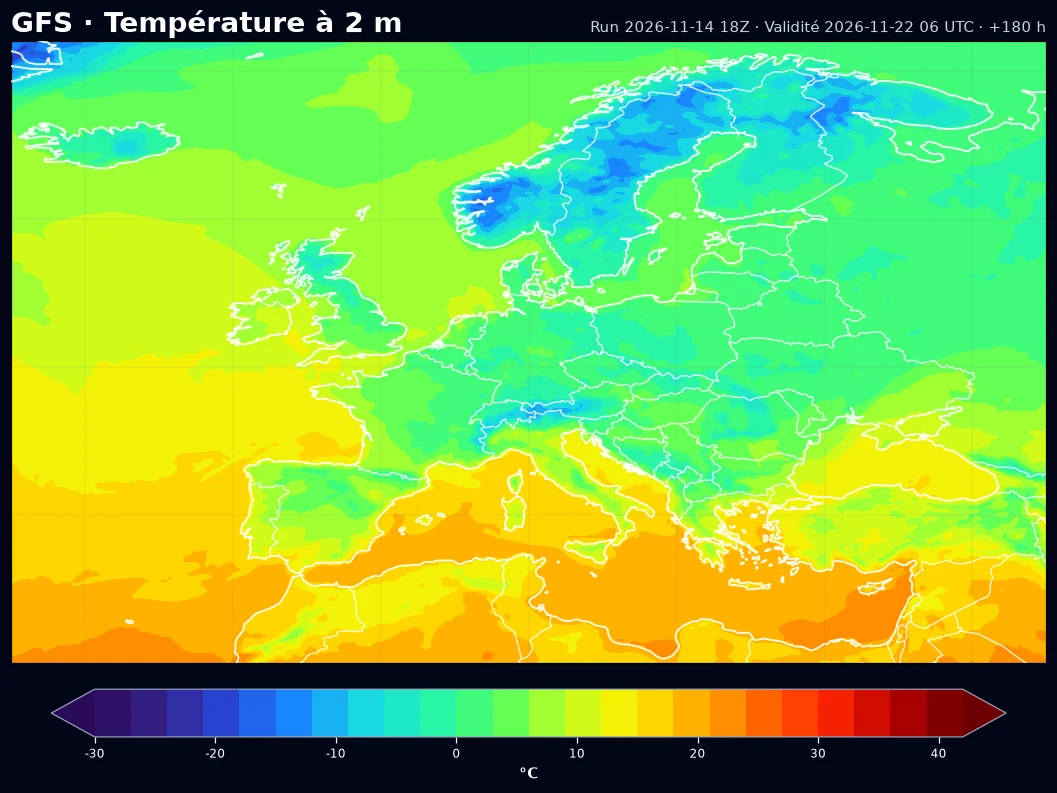 GFS · Température à 2 m
Run 2026-11-14 18Z · Validité 2026-11-22 06 UTC · +180 h
-30 -20 -10 0 10 20 30 40
°C